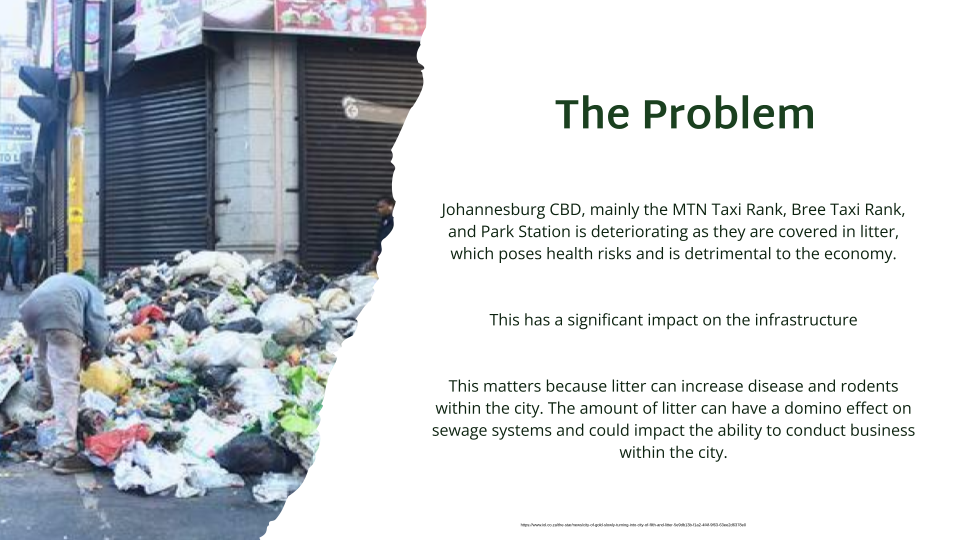 The Problem
Johannesburg CBD, mainly the MTN Taxi Rank, Bree Taxi Rank,
and Park Station is deteriorating as they are covered in litter,
which poses health risks and is detrimental to the economy.
This has a significant impact on the infrastructure
This matters because litter can increase disease and rodents
within the city. The amount of litter can have a domino effect on
sewage systems and could impact the ability to conduct business
within the city.